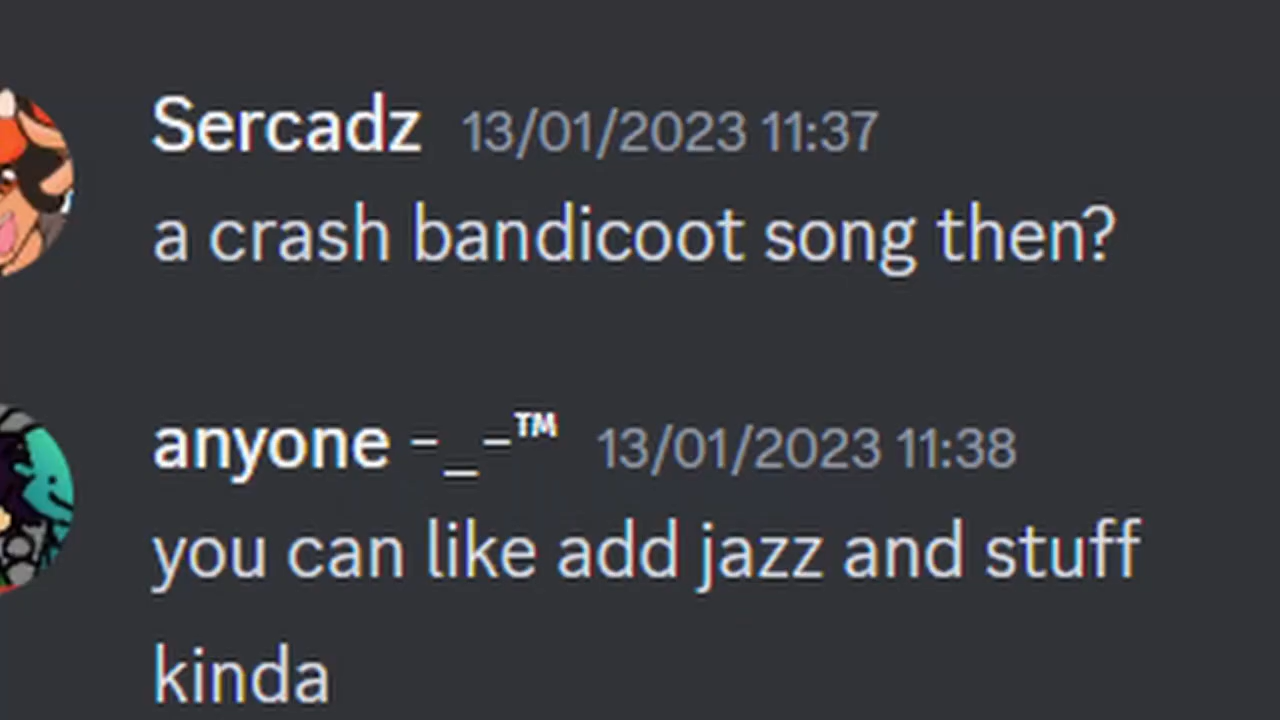 Sercadz 13/01/2023 11:37
a crash bandicoot song then?
anyone -_-™ 13/01/2023 11:38
you can like add jazz and stuff
kinda